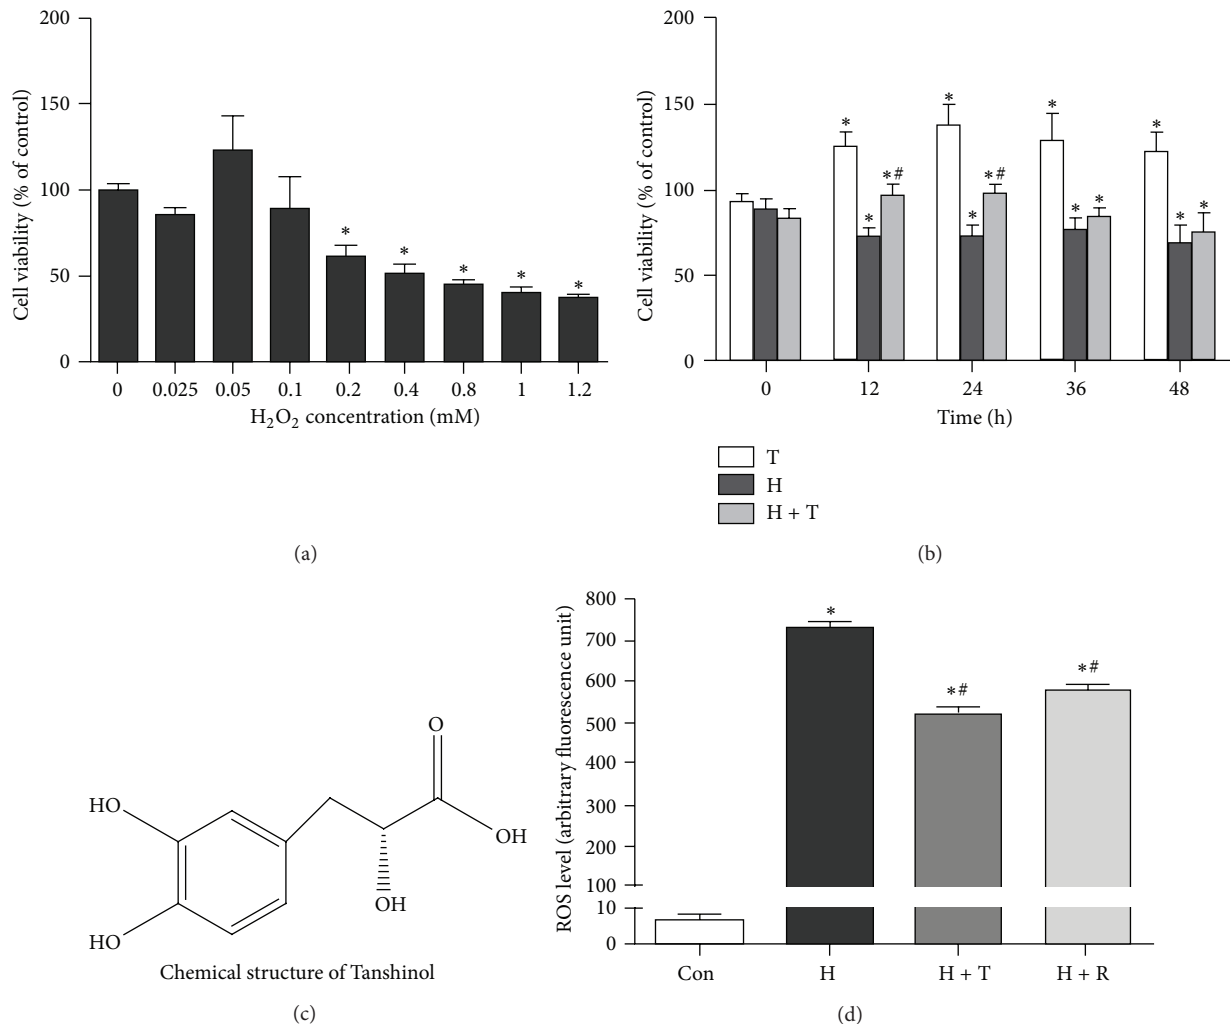 200
150
100
50
0
Cell viability (% of control)
* * * * *
0 0.025 0.05 0.1 0.2 0.4 0.8 1 1.2
H₂O₂ concentration (mM)
(a)
200
150
100
50
0
Cell viability (% of control)
* * *# * * *# * * * * * *
0 12 24 36 48
Time (h)
T
H
H + T
(b)
O
HO
OH
OH
HO
Chemical structure of Tanshinol
(c)
800
700
600
500
400
300
200
100
10
0
ROS level (arbitrary fluorescence unit)
* *# *#
Con H H + T H + R
(d)